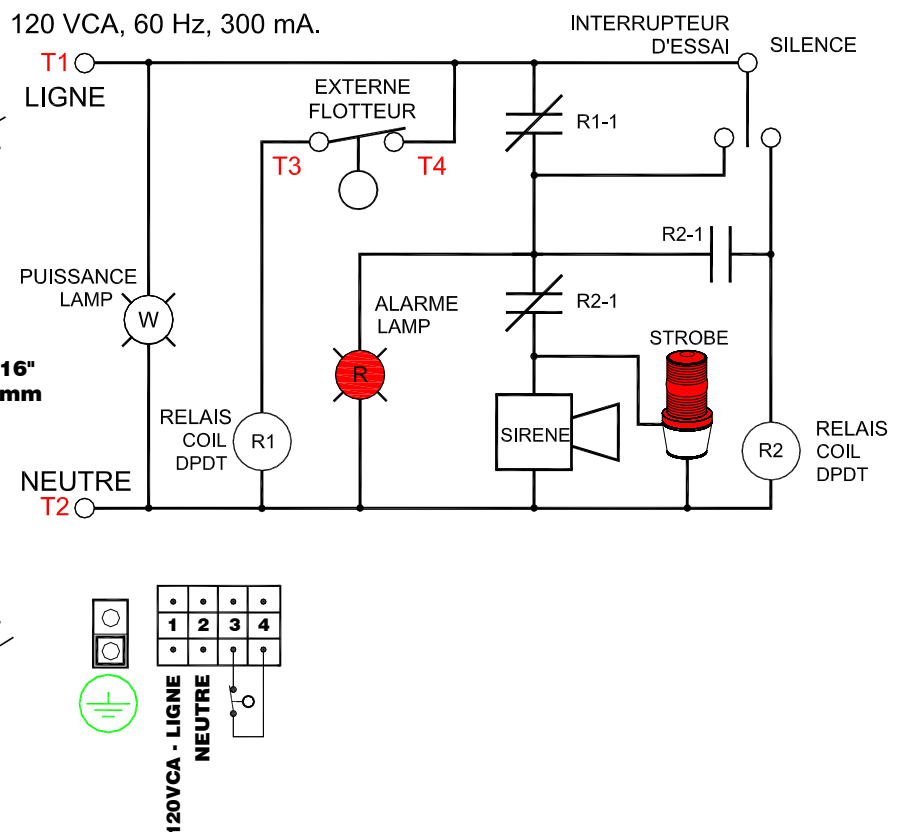 120 VCA, 60 Hz, 300 mA.
INTERRUPTEUR
D'ESSAI
SILENCE
T1
LIGNE
EXTERNE
FLOTTEUR
R1-1
T3
T4
R2-1
PUISSANCE
LAMP
W
ALARME
LAMP
R2-1
STROBE
16"
mm
R
RELAIS
COIL
DPDT
R1
SIRENE
R2
RELAIS
COIL
DPDT
NEUTRE
T2
1 2 3 4
120VCA - LIGNE
NEUTRE